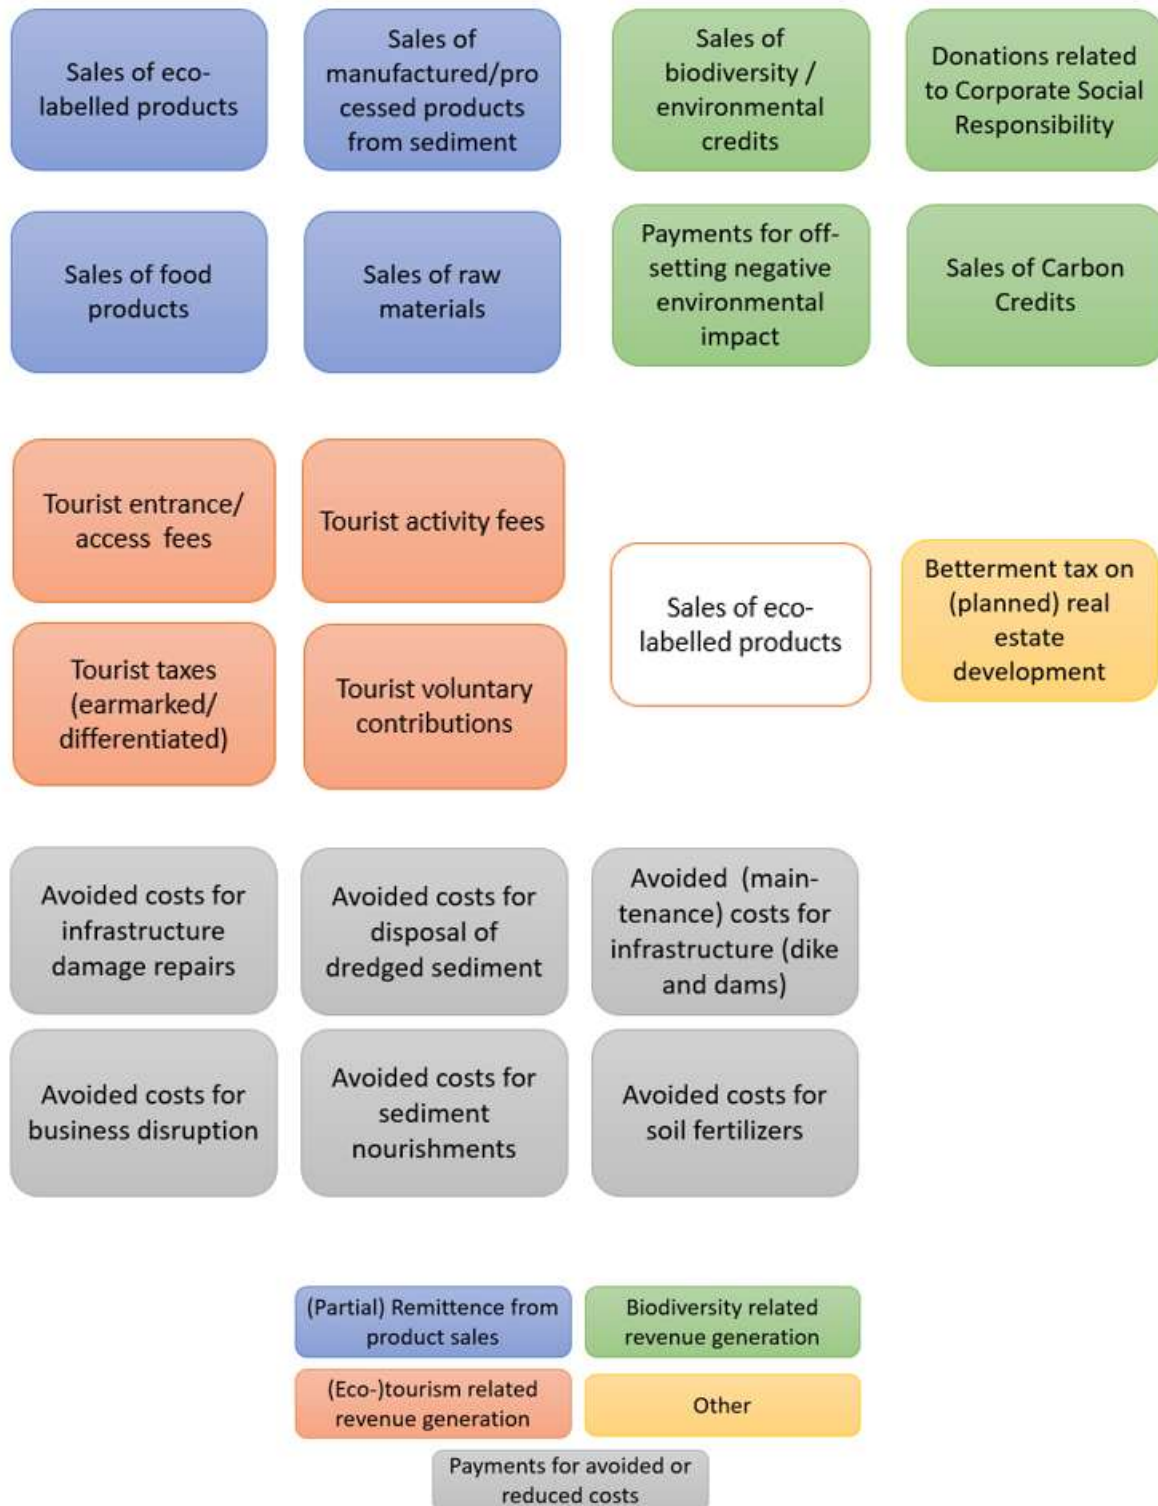 Sales of eco-
labelled products
Sales of
manufactured/pro
cessed products
from sediment
Sales of
biodiversity /
environmental
credits
Donations related
to Corporate Social
Responsibility
Sales of food
products
Sales of raw
materials
Payments for off-
setting negative
environmental
impact
Sales of Carbon
Credits
Tourist entrance/
access fees
Tourist activity fees
Tourist taxes
(earmarked/
differentiated)
Tourist voluntary
contributions
Sales of eco-
labelled products
Betterment tax on
(planned) real
estate
development
Avoided costs for
infrastructure
damage repairs
Avoided costs for
disposal of
dredged sediment
Avoided (main-
tenance) costs for
infrastructure (dike
and dams)
Avoided costs for
business disruption
Avoided costs for
sediment
nourishments
Avoided costs for
soil fertilizers
(Partial) Remittence from
product sales
Biodiversity related
revenue generation
(Eco-)tourism related
revenue generation
Other
Payments for avoided or
reduced costs